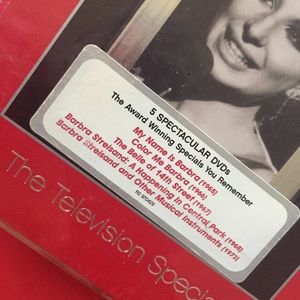 5 SPECTACULAR DVDs
The Award Winning Specials You Remember
My Name is Barbra (1965)
Color Me Barbra (1966)
The Belle of 14th Street (1967)
Barbra Streisand: A Happening in Central Park (1968)
Barbra Streisand and Other Musical Instruments (1973)
The Television Speci